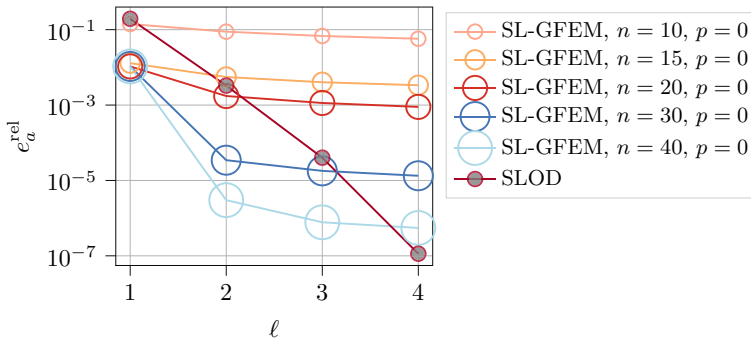 10⁻¹
10⁻³
10⁻⁵
10⁻⁷
e_a^rel
1 2 3 4
ℓ
SL-GFEM, n = 10, p = 0
SL-GFEM, n = 15, p = 0
SL-GFEM, n = 20, p = 0
SL-GFEM, n = 30, p = 0
SL-GFEM, n = 40, p = 0
SLOD